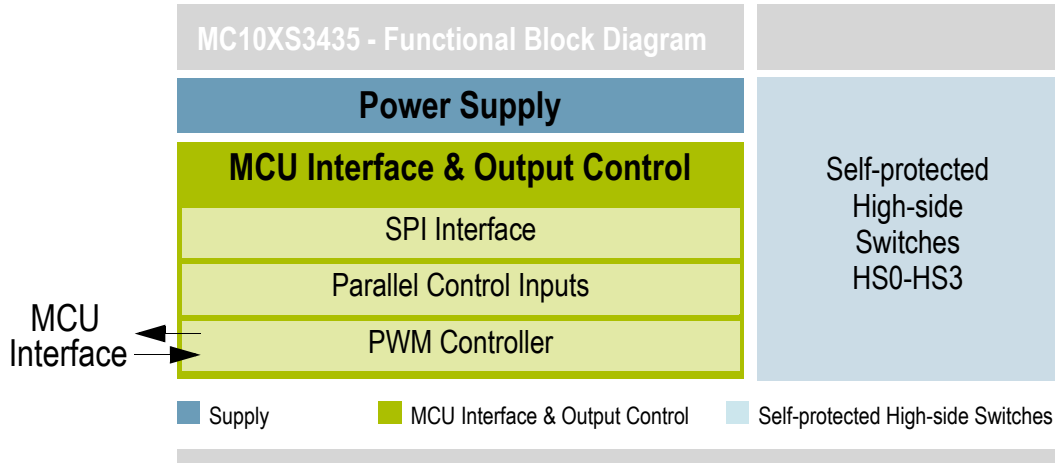 MC10XS3435 - Functional Block Diagram
Power Supply
MCU Interface & Output Control
SPI Interface
Parallel Control Inputs
PWM Controller
Self-protected
High-side
Switches
HS0-HS3
MCU
Interface
Supply
MCU Interface & Output Control
Self-protected High-side Switches